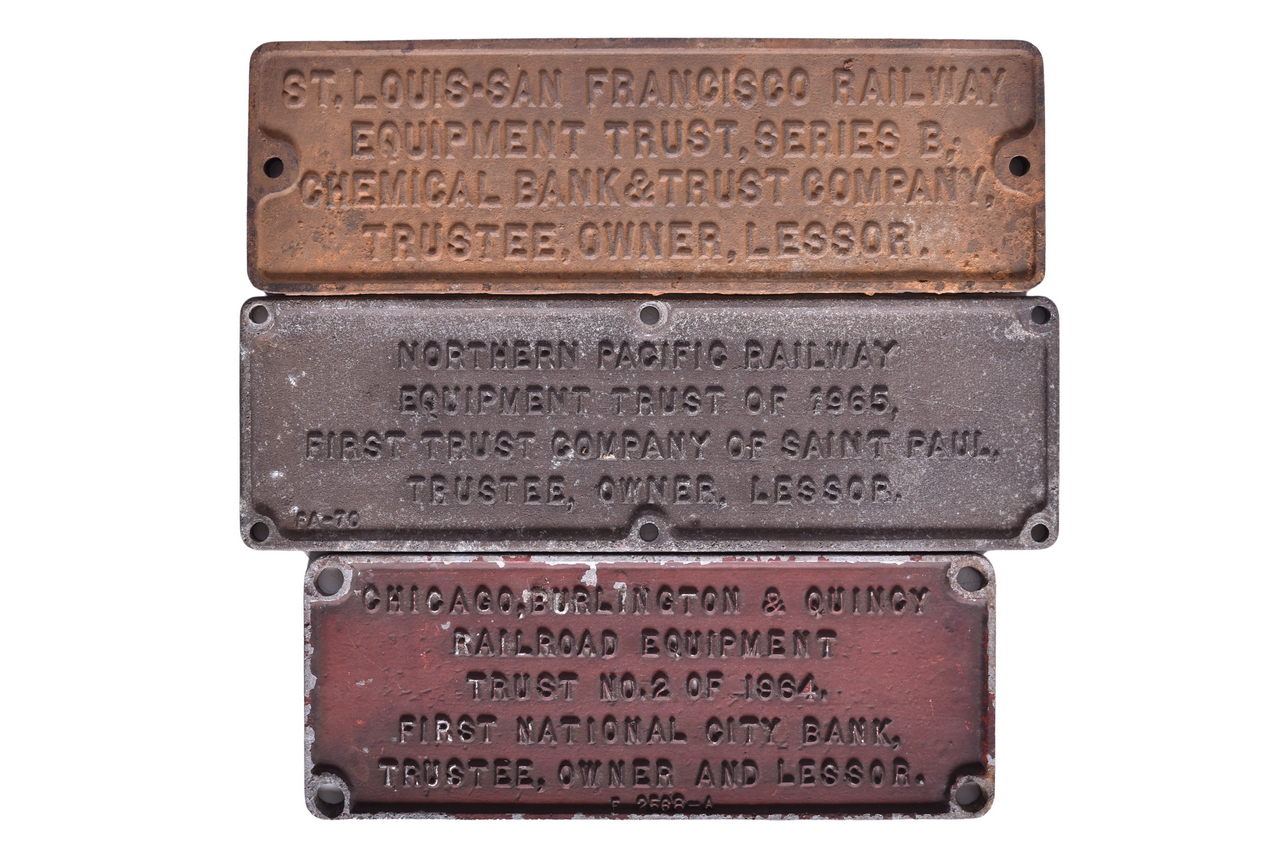 ST. LOUIS-SAN FRANCISCO RAILWAY
EQUIPMENT TRUST, SERIES B,
CHEMICAL BANK & TRUST COMPANY,
TRUSTEE, OWNER, LESSOR.
NORTHERN PACIFIC RAILWAY
EQUIPMENT TRUST OF 1965,
FIRST TRUST COMPANY OF SAINT PAUL.
TRUSTEE, OWNER, LESSOR.
PA-70
CHICAGO, BURLINGTON & QUINCY
RAILROAD EQUIPMENT
TRUST NO. 2 OF 1964.
FIRST NATIONAL CITY BANK,
TRUSTEE, OWNER AND LESSOR.